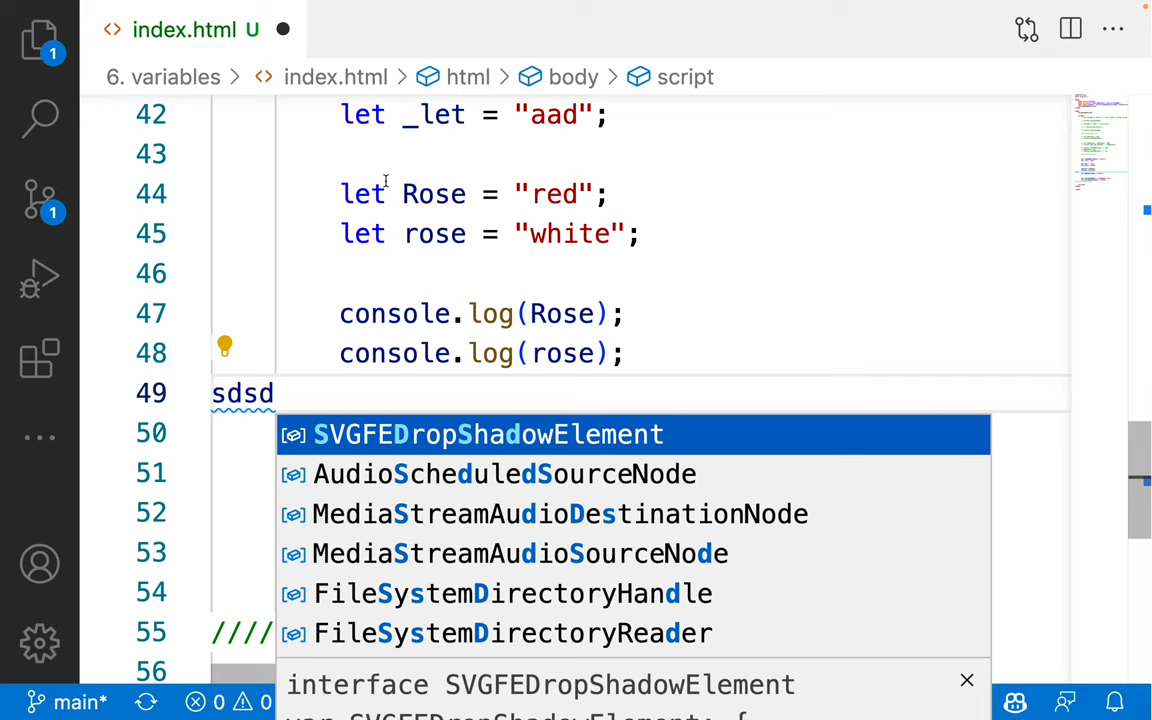 index.html U
6. variables > index.html > html > body > script
42 let _let = "aad";
43
44 let Rose = "red";
45 let rose = "white";
46
47 console.log(Rose);
48 console.log(rose);
49 sdsd
50 SVGFEDropShadowElement
51 AudioScheduledSourceNode
52 MediaStreamAudioDestinationNode
53 MediaStreamAudioSourceNode
54 FileSystemDirectoryHandle
55 //// FileSystemDirectoryReader
56
interface SVGFEDropShadowElement
var SVGFEDropShadowElement: {
1
1
main* 0 0